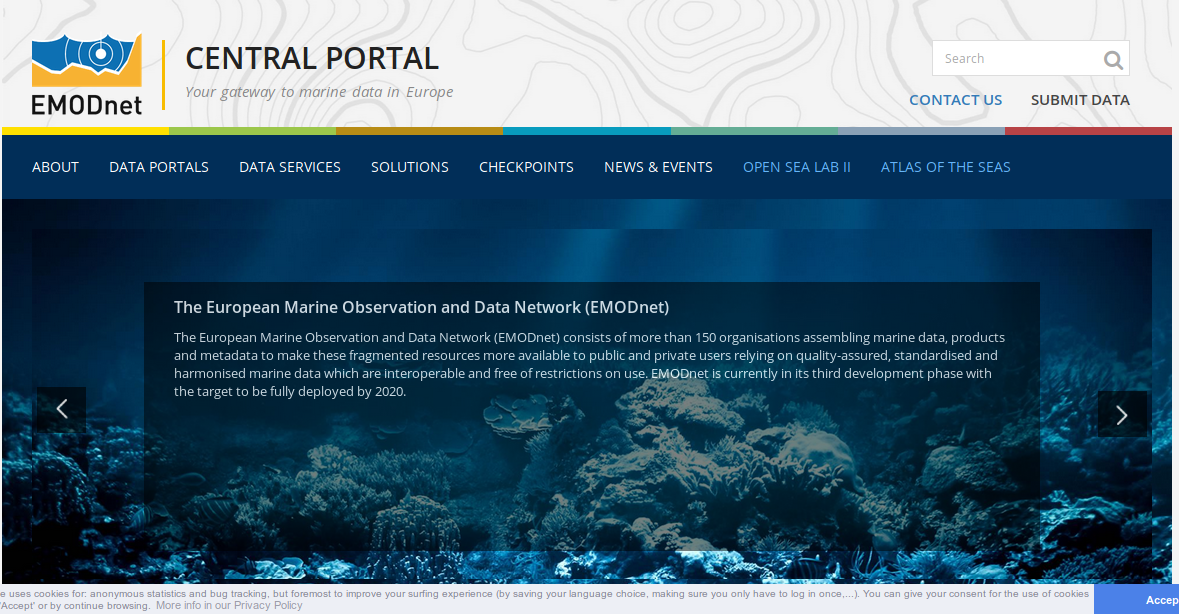 EMODnet
CENTRAL PORTAL
Your gateway to marine data in Europe
Search
CONTACT US SUBMIT DATA
ABOUT DATA PORTALS DATA SERVICES SOLUTIONS CHECKPOINTS NEWS & EVENTS OPEN SEA LAB II ATLAS OF THE SEAS
The European Marine Observation and Data Network (EMODnet)
The European Marine Observation and Data Network (EMODnet) consists of more than 150 organisations assembling marine data, products
and metadata to make these fragmented resources more available to public and private users relying on quality-assured, standardised and
harmonised marine data which are interoperable and free of restrictions on use. EMODnet is currently in its third development phase with
the target to be fully deployed by 2020.
e uses cookies for: anonymous statistics and bug tracking, but foremost to improve your surfing experience (by saving your language choice, making sure you only have to log in once,...). You can give your consent for the use of cookies
'Accept' or by continue browsing. More info in our Privacy Policy
Accep